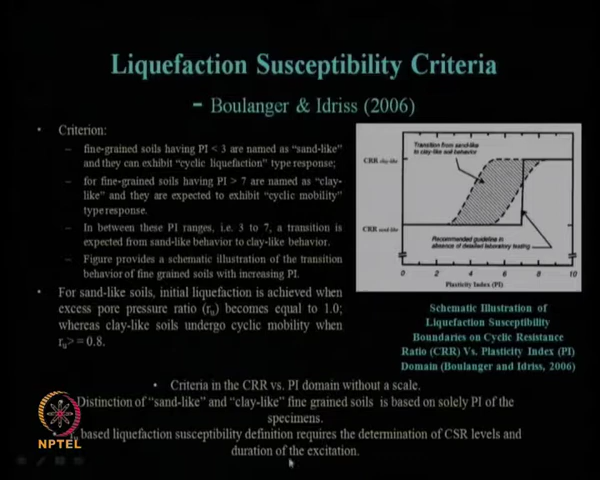 Liquefaction Susceptibility Criteria
– Boulanger & Idriss (2006)
• Criterion:
– fine-grained soils having PI < 3 are named as “sand-like”
and they can exhibit “cyclic liquefaction” type response;
– for fine-grained soils having PI > 7 are named as “clay-
like” and they are expected to exhibit “cyclic mobility”
type response.
– In between these PI ranges, i.e. 3 to 7, a transition is
expected from sand-like behavior to clay-like behavior.
– Figure provides a schematic illustration of the transition
behavior of fine grained soils with increasing PI.
• For sand-like soils, initial liquefaction is achieved when
excess pore pressure ratio (ru) becomes equal to 1.0;
whereas clay-like soils undergo cyclic mobility when
ru>= 0.8.
Transition from sand-like
to clay-like soil behavior
CRR clay-like
CRR sand-like
Recommended guideline in
absence of detailed laboratory testing
0 2 4 6 8 10
Plasticity Index (PI)
Schematic Illustration of
Liquefaction Susceptibility
Boundaries on Cyclic Resistance
Ratio (CRR) Vs. Plasticity Index (PI)
Domain (Boulanger and Idriss, 2006)
• Criteria in the CRR vs. PI domain without a scale.
Distinction of “sand-like” and “clay-like” fine grained soils is based on solely PI of the
specimens.
based liquefaction susceptibility definition requires the determination of CSR levels and
duration of the excitation.
NPTEL